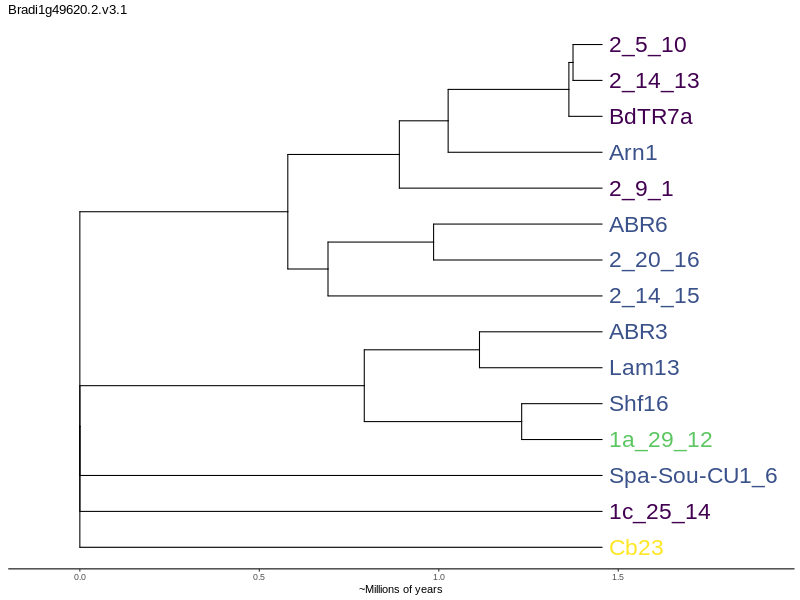 Bradi1g49620.2.v3.1
2_5_10
2_14_13
BdTR7a
Arn1
2_9_1
ABR6
2_20_16
2_14_15
ABR3
Lam13
Shf16
1a_29_12
Spa-Sou-CU1_6
1c_25_14
Cb23
0.0 0.5 1.0 1.5
~Millions of years